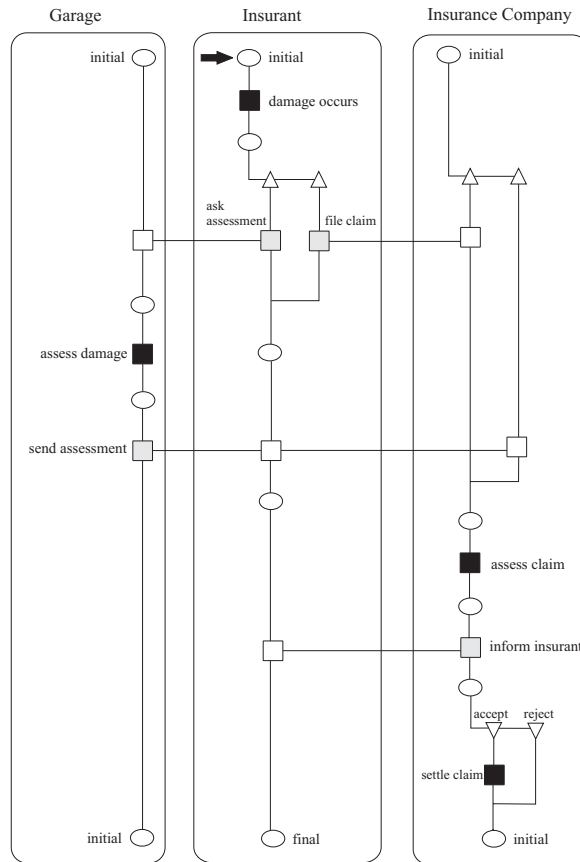 Garage
Insurant
Insurance Company
initial
initial
initial
damage occurs
ask
assessment
file claim
assess damage
send assessment
assess claim
inform insurant
accept
reject
settle claim
initial
final
initial